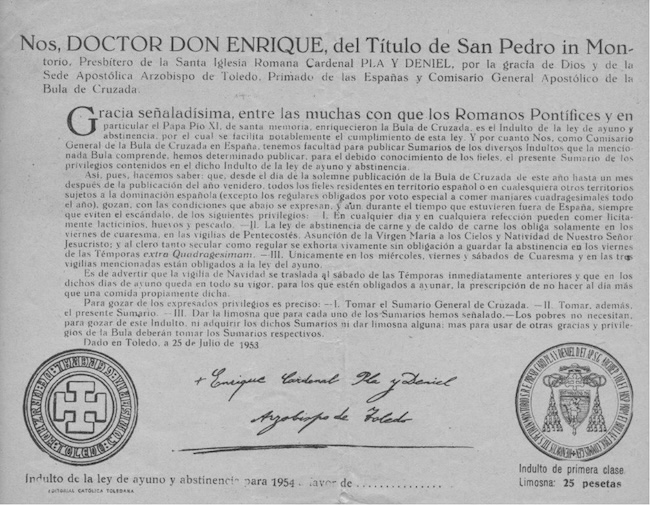 Nos, DOCTOR DON ENRIQUE, del Título de San Pedro in Mon-
torio, Presbítero de la Santa Iglesia Romana Cardenal PLA Y DENIEL, por la gracia de Dios y de la
Sede Apostólica Arzobispo de Toledo, Primado de las Españas y Comisario General Apostólico de la
Bula de Cruzada.
Gracia señaladísima, entre las muchas con que los Romanos Pontífices y en
particular el Papa Pío XI, de santa memoria, enriquecieron la Bula de Cruzada, es el Indulto de la ley de ayuno y
abstinencia, por el cual se facilita notablemente el cumplimiento de esta ley. Y por cuanto Nos, como Comisario
General de la Bula de Cruzada en España, tenemos facultad para publicar Sumarios de los diversos Indultos que la mencio-
nada Bula comprende, hemos determinado publicar, para el debido conocimiento de los fieles, el presente Sumario de los
privilegios contenidos en el dicho Indulto de la ley de ayuno y abstinencia.
Así, pues, hacemos saber: que, desde el día de la solemne publicación de la Bula de Cruzada de este año hasta un mes
después de la publicación del año venidero, todos los fieles residentes en territorio español o en cualesquiera otros territorios
sujetos a la dominación española (excepto los regulares obligados por voto especial a comer manjares cuadragesimales todo
el año), gozan, con las condiciones que abajo se expresan, y aun durante el tiempo que estuvieren fuera de España, siempre
que eviten el escándalo, de los siguientes privilegios: —I. En cualquier día y en cualquier refección pueden comer lícita-
mente lacticinios, huevos y pescado. —II. La ley de abstinencia de carne y de caldo de carne los obliga solamente en los
viernes de cuaresma, en las vigilias de Pentecostés, Asunción de la Virgen María a los Cielos y Natividad de Nuestro Señor
Jesucristo; y al clero tanto secular como regular se exhorta vivamente sin obligación a guardar la abstinencia en los viernes
de las Témporas extra Quadragesimam. —III. Unicamente en los miércoles, viernes y sábados de Cuaresma y en las tres
vigilias mencionadas están obligados a la ley del ayuno.
Es de advertir que la vigilia de Navidad se traslada al sábado de las Témporas inmediatamente anteriores y que en los
dichos días de ayuno queda en todo su vigor, para los que estén obligados a ayunar, la prescripción de no hacer al día más
que una comida propiamente dicha.
Para gozar de los expresados privilegios es preciso: —I. Tomar el Sumario General de Cruzada. —II. Tomar, además,
el presente Sumario. —III. Dar la limosna que para cada uno de los Sumarios hemos señalado.—Los pobres no necesitan,
para gozar de este Indulto, ni adquirir los dichos Sumarios ni dar limosna alguna; mas para usar de otras gracias y privile-
gios de la Bula deberán tomar los Sumarios respectivos.
Dado en Toledo, a 25 de Julio de 1953.
+ Enrique Cardenal Pla y Deniel
Arzobispo de Toledo
Indulto de la ley de ayuno y abstinencia para 1954 a favor de
EDITORIAL CATÓLICA TOLEDANA
Indulto de primera clase.
Limosna: 25 pesetas